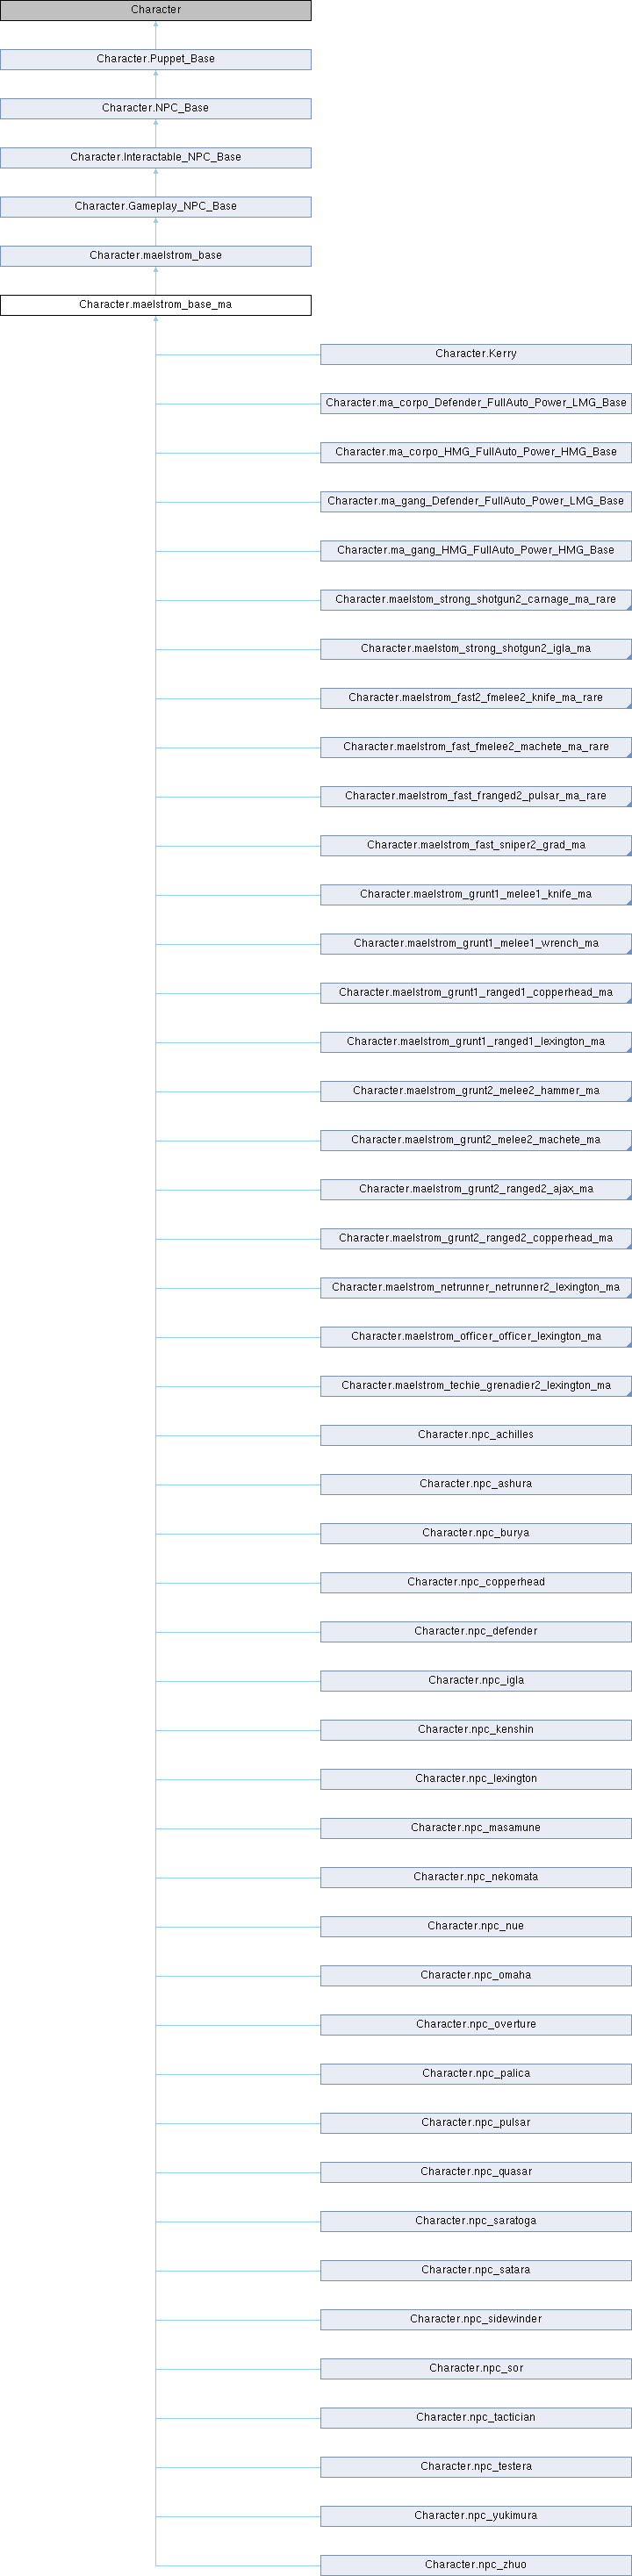 Character
Character.Puppet_Base
Character.NPC_Base
Character.Interactable_NPC_Base
Character.Gameplay_NPC_Base
Character.maelstrom_base
Character.maelstrom_base_ma
Character.Kerry
Character.ma_corpo_Defender_FullAuto_Power_LMG_Base
Character.ma_corpo_HMG_FullAuto_Power_HMG_Base
Character.ma_gang_Defender_FullAuto_Power_LMG_Base
Character.ma_gang_HMG_FullAuto_Power_HMG_Base
Character.maelstom_strong_shotgun2_carnage_ma_rare
Character.maelstom_strong_shotgun2_igla_ma
Character.maelstrom_fast2_fmelee2_knife_ma_rare
Character.maelstrom_fast_fmelee2_machete_ma_rare
Character.maelstrom_fast_franged2_pulsar_ma_rare
Character.maelstrom_fast_sniper2_grad_ma
Character.maelstrom_grunt1_melee1_knife_ma
Character.maelstrom_grunt1_melee1_wrench_ma
Character.maelstrom_grunt1_ranged1_copperhead_ma
Character.maelstrom_grunt1_ranged1_lexington_ma
Character.maelstrom_grunt2_melee2_hammer_ma
Character.maelstrom_grunt2_melee2_machete_ma
Character.maelstrom_grunt2_ranged2_ajax_ma
Character.maelstrom_grunt2_ranged2_copperhead_ma
Character.maelstrom_netrunner_netrunner2_lexington_ma
Character.maelstrom_officer_officer_lexington_ma
Character.maelstrom_techie_grenadier2_lexington_ma
Character.npc_achilles
Character.npc_ashura
Character.npc_burya
Character.npc_copperhead
Character.npc_defender
Character.npc_igla
Character.npc_kenshin
Character.npc_lexington
Character.npc_masamune
Character.npc_nekomata
Character.npc_nue
Character.npc_omaha
Character.npc_overture
Character.npc_palica
Character.npc_pulsar
Character.npc_quasar
Character.npc_saratoga
Character.npc_satara
Character.npc_sidewinder
Character.npc_sor
Character.npc_tactician
Character.npc_testera
Character.npc_yukimura
Character.npc_zhuo